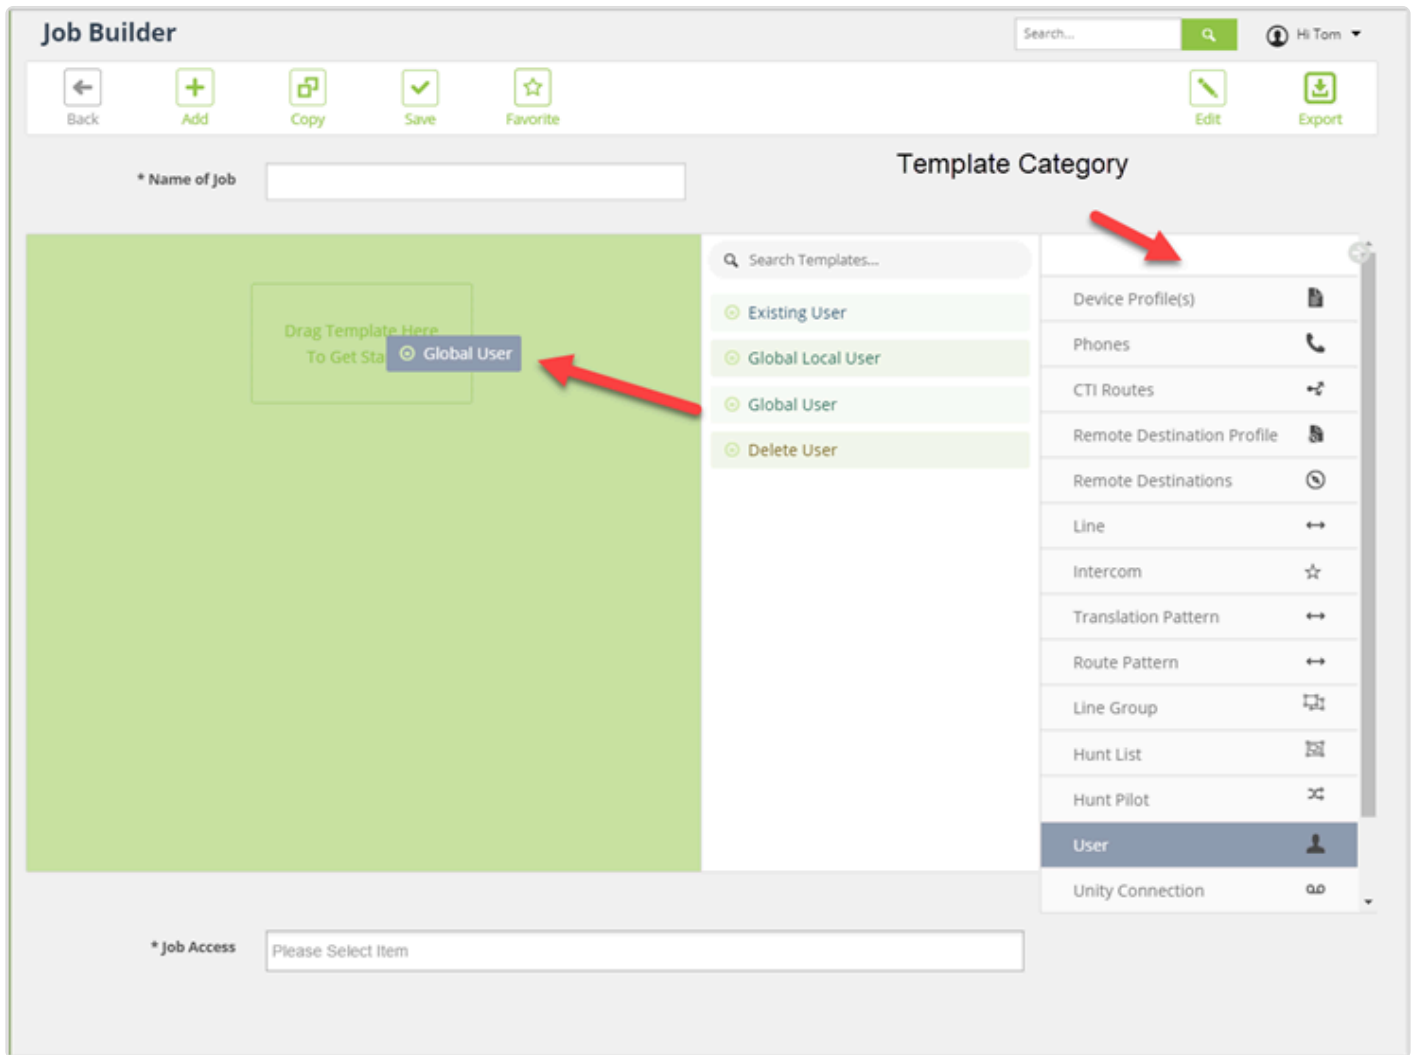 Job Builder
Search...
Hi Tom
Back
Add
Copy
Save
Favorite
Edit
Export
* Name of Job
Template Category
Drag Template Here
To Get Sta
Global User
Search Templates...
Existing User
Global Local User
Global User
Delete User
Device Profile(s)
Phones
CTI Routes
Remote Destination Profile
Remote Destinations
Line
Intercom
Translation Pattern
Route Pattern
Line Group
Hunt List
Hunt Pilot
User
Unity Connection
* Job Access
Please Select Item